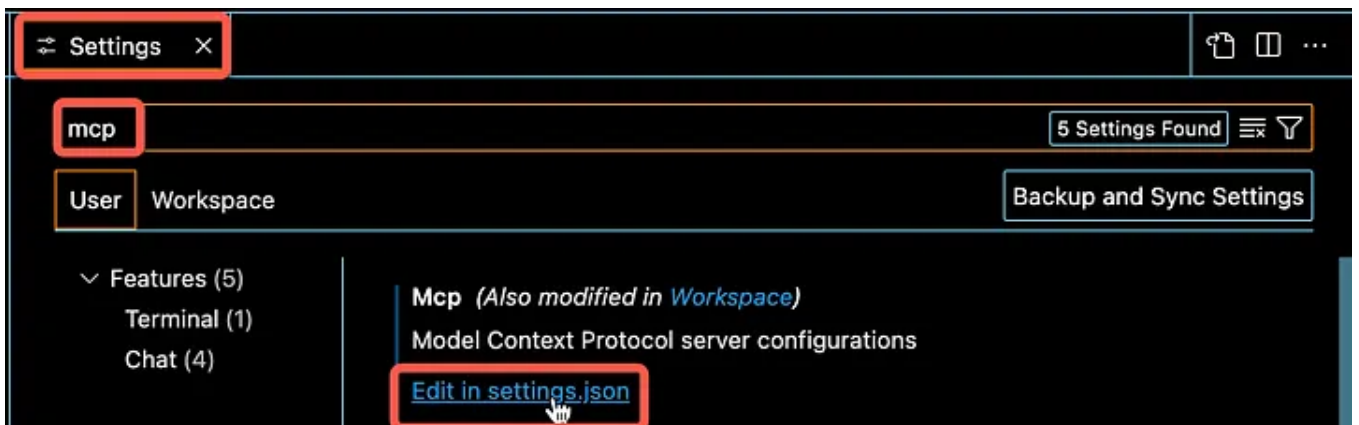 Settings
mcp
5 Settings Found
User Workspace
Backup and Sync Settings
Features (5)
Terminal (1)
Chat (4)
Mcp (Also modified in Workspace)
Model Context Protocol server configurations
Edit in settings.json